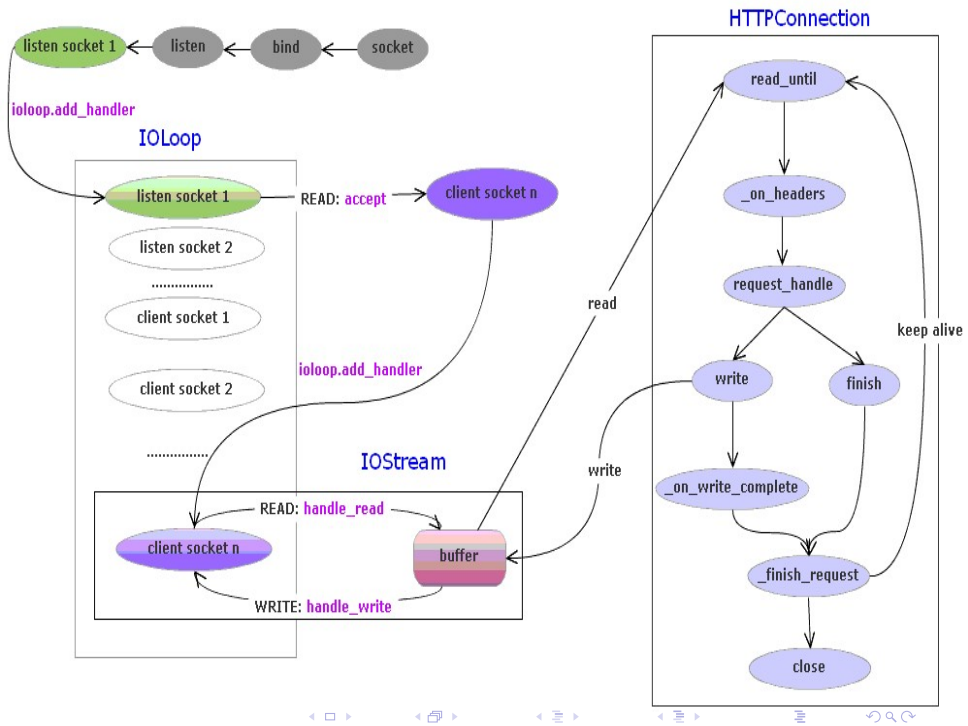 HTTPConnection
listen socket 1
listen
bind
socket
ioloop.add_handler
IOLoop
listen socket 1
READ: accept
client socket n
listen socket 2
................
client socket 1
client socket 2
ioloop.add_handler
................
IOStream
READ: handle_read
client socket n
buffer
WRITE: handle_write
read
write
read_until
_on_headers
request_handle
keep alive
write
finish
_on_write_complete
_finish_request
close